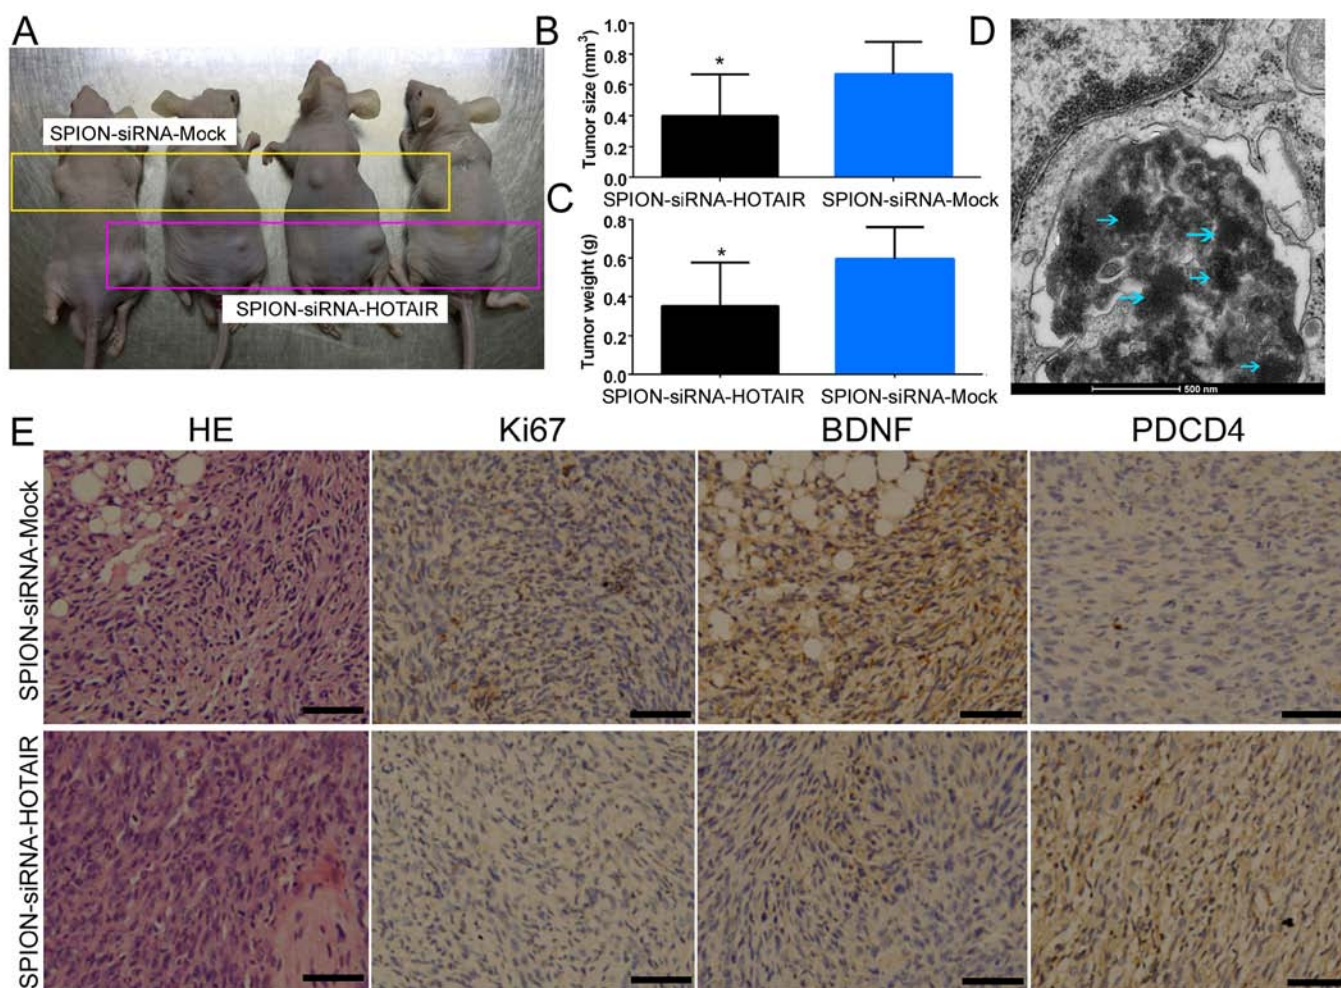 A
SPION-siRNA-Mock
SPION-siRNA-HOTAIR
B
Tumor size (mm³)
1.0
0.8
0.6
0.4
0.2
0.0
*
SPION-siRNA-HOTAIR SPION-siRNA-Mock
C
Tumor weight (g)
0.8
0.6
0.4
0.2
0.0
*
SPION-siRNA-HOTAIR SPION-siRNA-Mock
D
500 nm
E
HE Ki67 BDNF PDCD4
SPION-siRNA-Mock
SPION-siRNA-HOTAIR